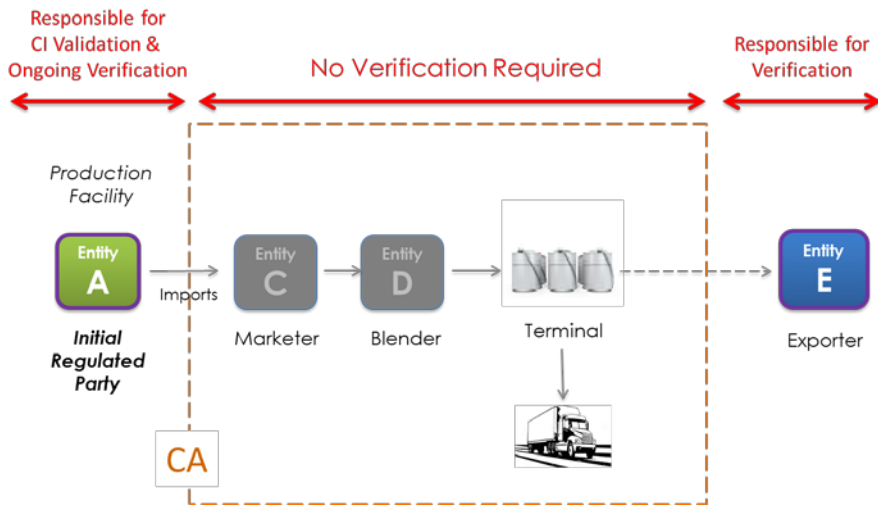 Responsible for
CI Validation &
Ongoing Verification
No Verification Required
Responsible for
Verification
Production
Facility
Entity
A
Imports
Entity
C
Entity
D
Entity
E
Initial
Regulated
Party
Marketer
Blender
Terminal
Exporter
CA